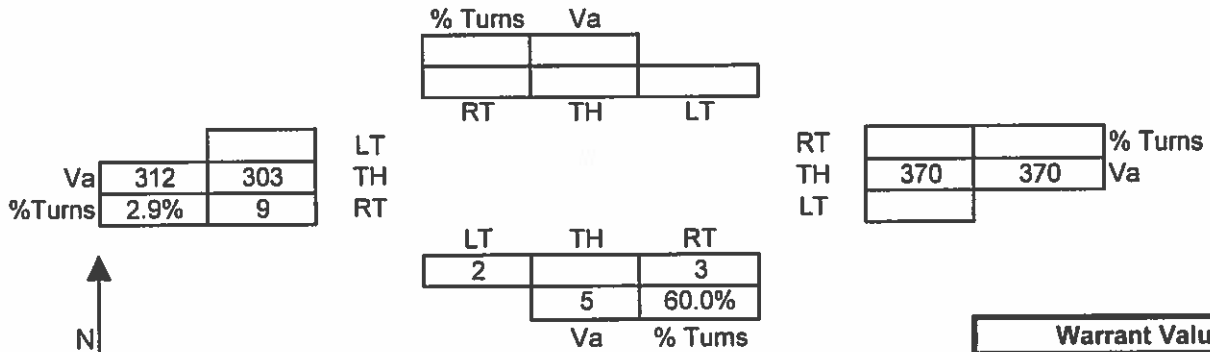 % Turns Va
RT TH LT
LT
Va 312 303 TH
%Turns 2.9% 9 RT
RT % Turns
TH 370 370 Va
LT
LT TH RT
2 3
5 60.0%
Va % Turns
N
Warrant Valu